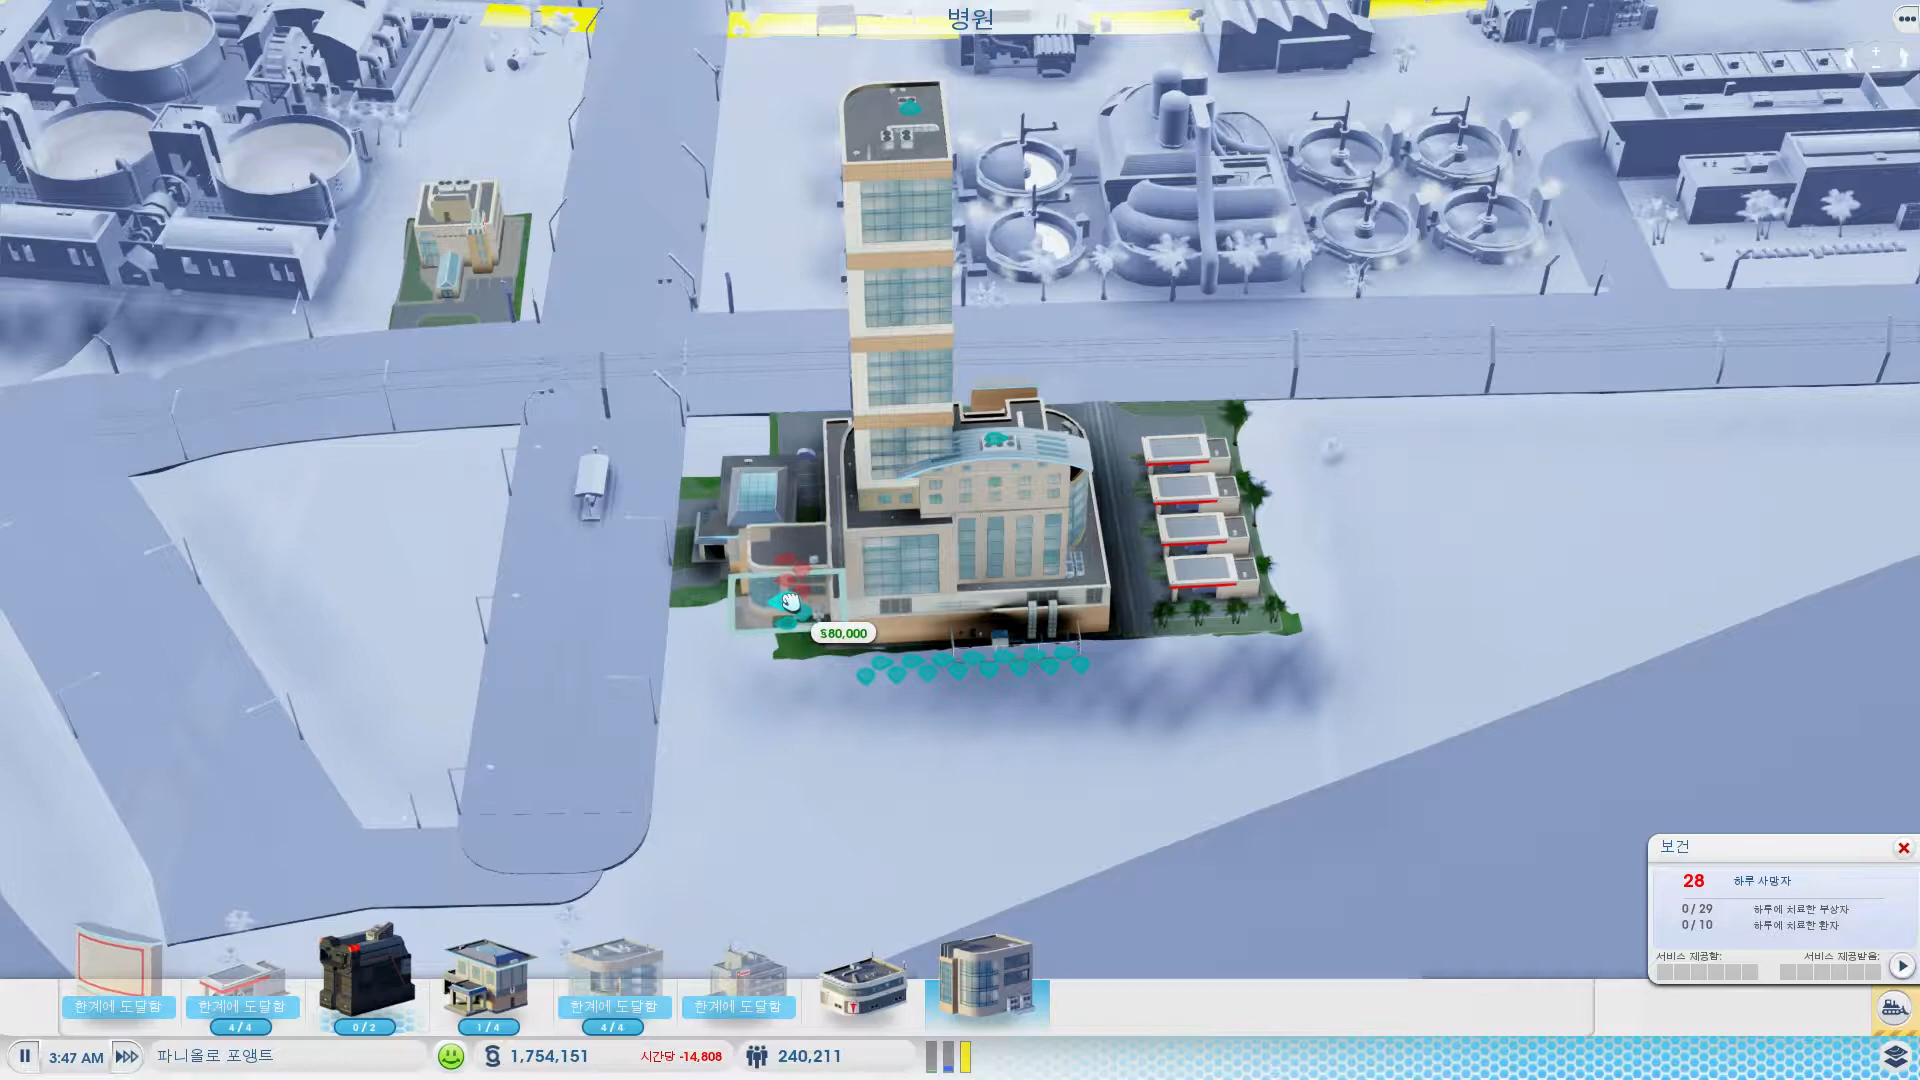 병원
§80,000
보건
28 하루 사망자
0 / 29 하루에 치료한 부상자
0 / 10 하루에 치료한 환자
서비스 제공함: 서비스 제공받음:
한계에 도달함
한계에 도달함
한계에 도달함
한계에 도달함
4 / 4
0 / 2
1 / 4
4 / 4
3:47 AM 파니올로 포앵트 1,754,151 시간당 -14,808 240,211